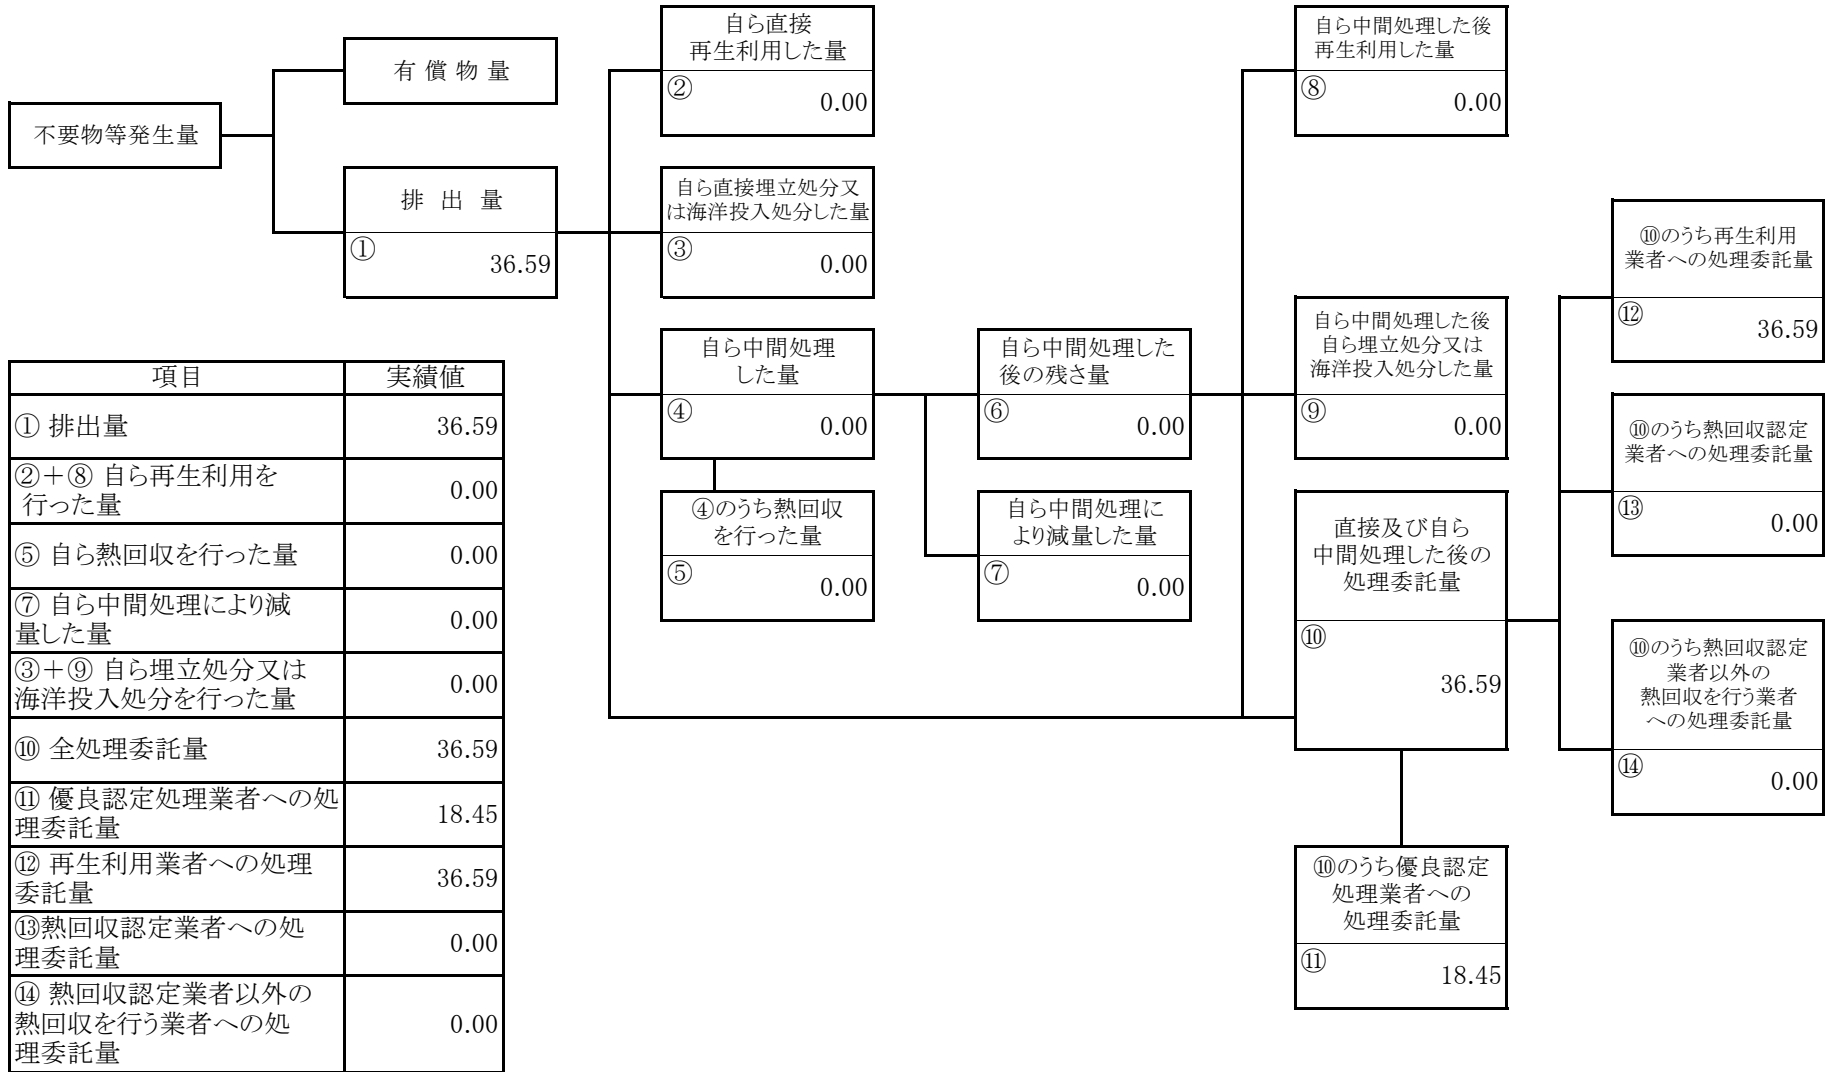 不要物等発生量
有 償 物 量
排 出 量
①
36.59
自ら直接
再生利用した量
②
0.00
自ら直接埋立処分又
は海洋投入処分した量
③
0.00
自ら中間処理
した量
④
0.00
④のうち熱回収
を行った量
⑤
0.00
自ら中間処理した
後の残さ量
⑥
0.00
自ら中間処理に
より減量した量
⑦
0.00
自ら中間処理した後
再生利用した量
⑧
0.00
自ら中間処理した後
自ら埋立処分又は
海洋投入処分した量
⑨
0.00
直接及び自ら
中間処理した後の
処理委託量
⑩
36.59
⑩のうち優良認定
処理業者への
処理委託量
⑪
18.45
⑩のうち再生利用
業者への処理委託量
⑫
36.59
⑩のうち熱回収認定
業者への処理委託量
⑬
0.00
⑩のうち熱回収認定
業者以外の
熱回収を行う業者
への処理委託量
⑭
0.00
項目 実績値
① 排出量 36.59
②+⑧ 自ら再生利用を
行った量 0.00
⑤ 自ら熱回収を行った量 0.00
⑦ 自ら中間処理により減
量した量 0.00
③+⑨ 自ら埋立処分又は
海洋投入処分を行った量 0.00
⑩ 全処理委託量 36.59
⑪ 優良認定処理業者への処
理委託量 18.45
⑫ 再生利用業者への処理
委託量 36.59
⑬熱回収認定業者への処
理委託量 0.00
⑭ 熱回収認定業者以外の
熱回収を行う業者への処
理委託量 0.00